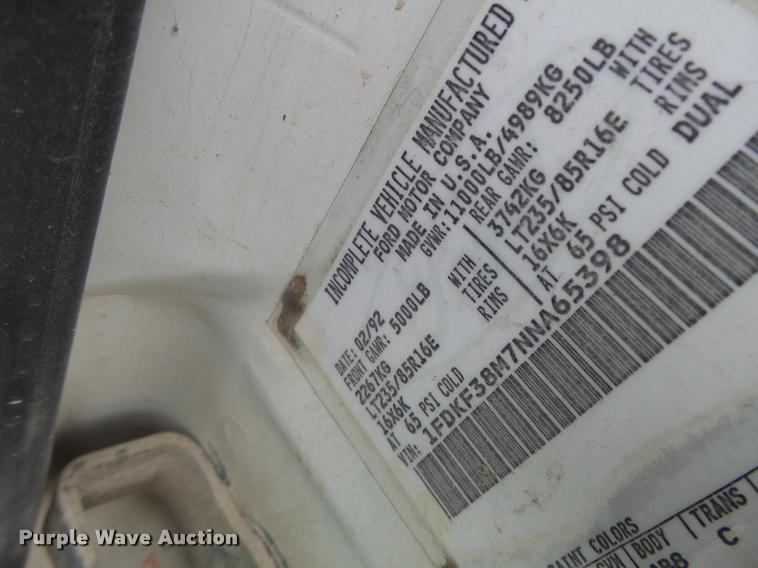 INCOMPLETE VEHICLE MANUFACTURED
FORD MOTOR COMPANY
MADE IN U.S.A.
DATE: 02/92 GVWR: 11000LB/4989KG
FRONT GAWR: 5000LB REAR GAWR: 8250LB
2267KG WITH 3742KG WITH
LT235/85R16E TIRES LT235/85R16E TIRES
16X6K RIMS 16X6K RIMS
AT 65 PSI COLD AT 65 PSI COLD DUAL
VIN: 1FDKF38M7NNA65398
COLORS
BODY TRANS
C
Purple Wave Auction